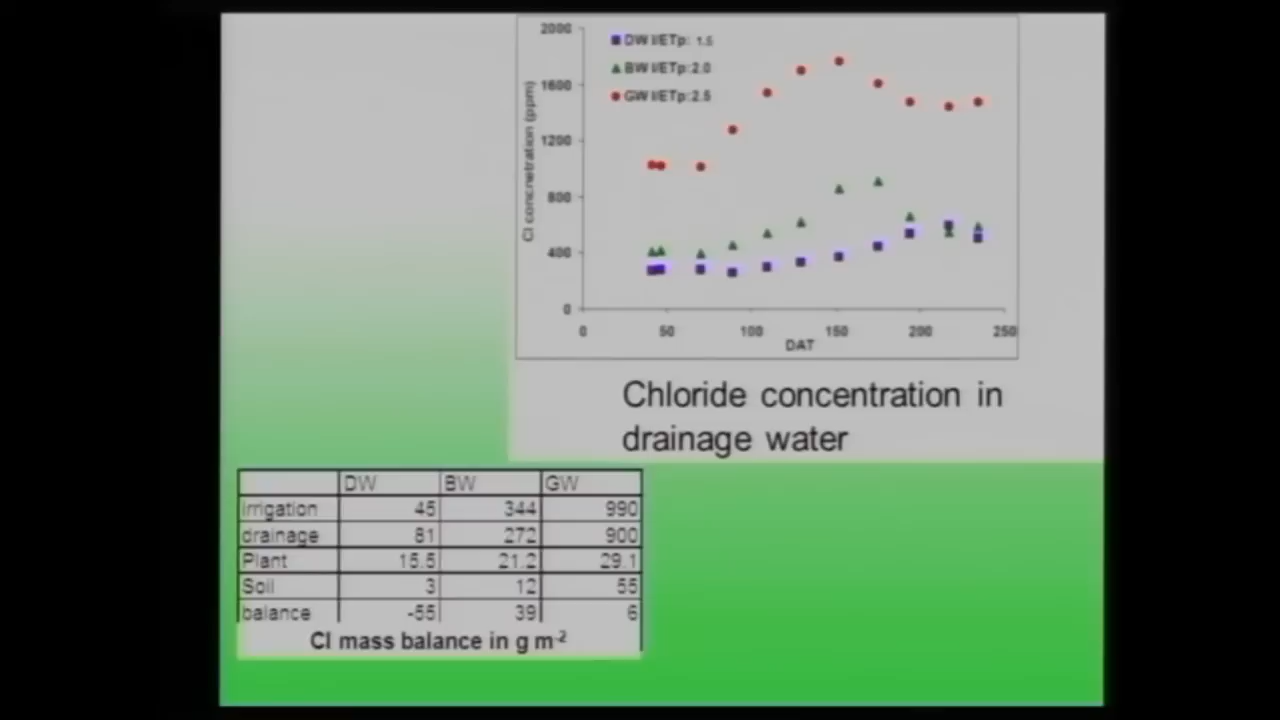 2000
1600
1200
800
400
0
Cl concnetration (ppm)
DW I/ETp: 1.5
BW I/ETp:2.0
GW I/ETp:2.5
0 50 100 150 200 250
DAT
Chloride concentration in
drainage water
DW BW GW
irrigation 45 344 990
drainage 81 272 900
Plant 15.5 21.2 29.1
Soil 3 12 55
balance -55 39 6
Cl mass balance in g m-2